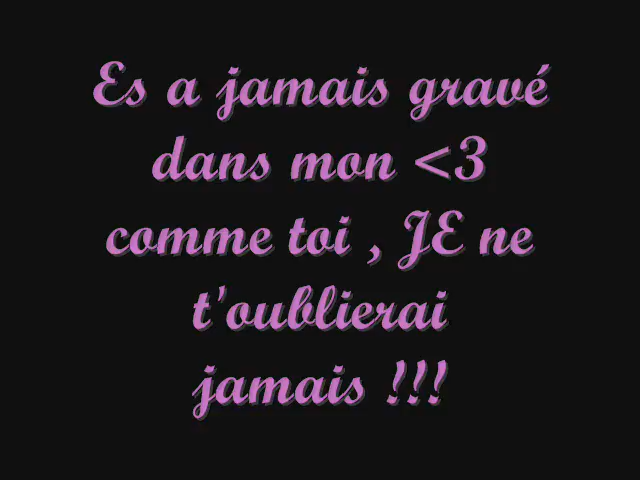 Es a jamais gravé
dans mon <3
comme toi , JE ne
t'oublierai
jamais !!!